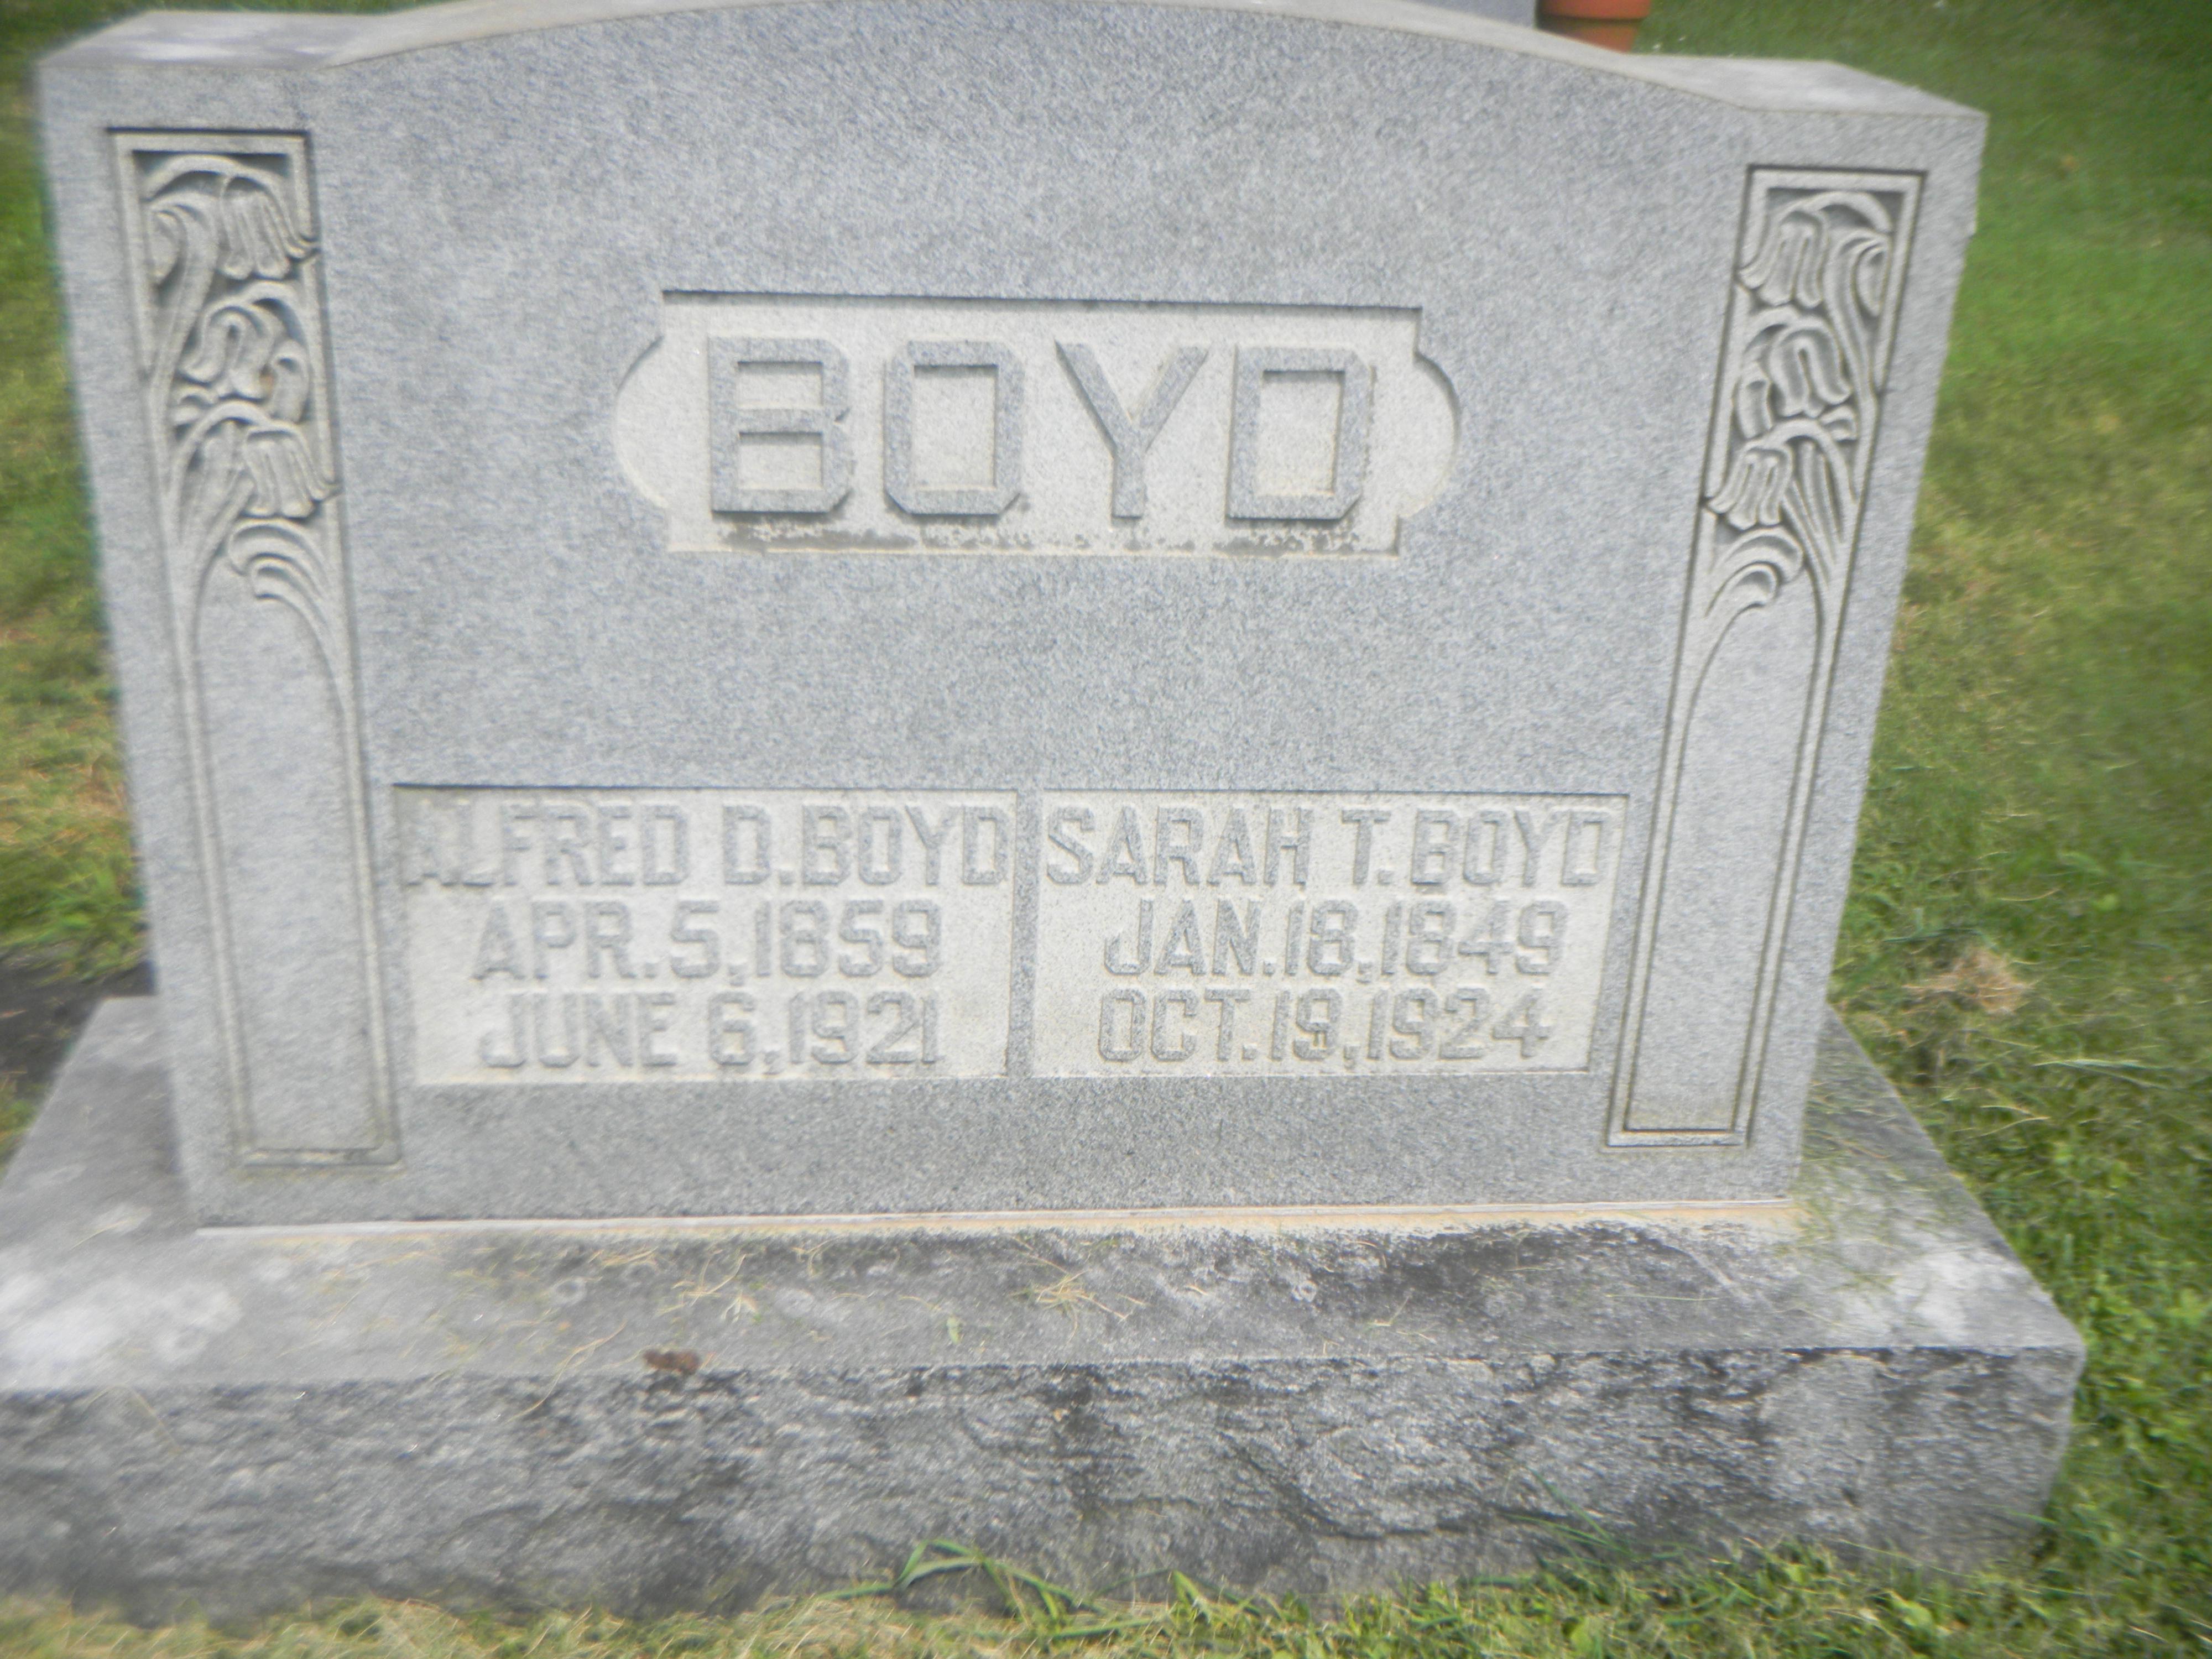 BOYD
ALFRED D. BOYD
APR. 5, 1859
JUNE 6, 1921
SARAH T. BOYD
JAN. 18, 1849
OCT. 19, 1924